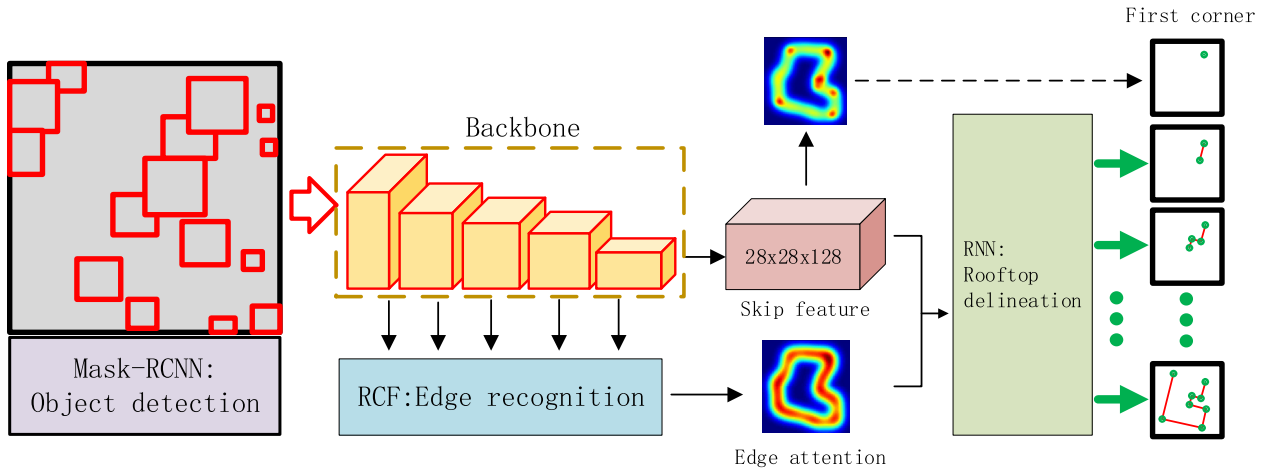 First corner
Backbone
28x28x128
Skip feature
RNN:
Rooftop
delineation
Mask-RCNN:
Object detection
RCF:Edge recognition
Edge attention